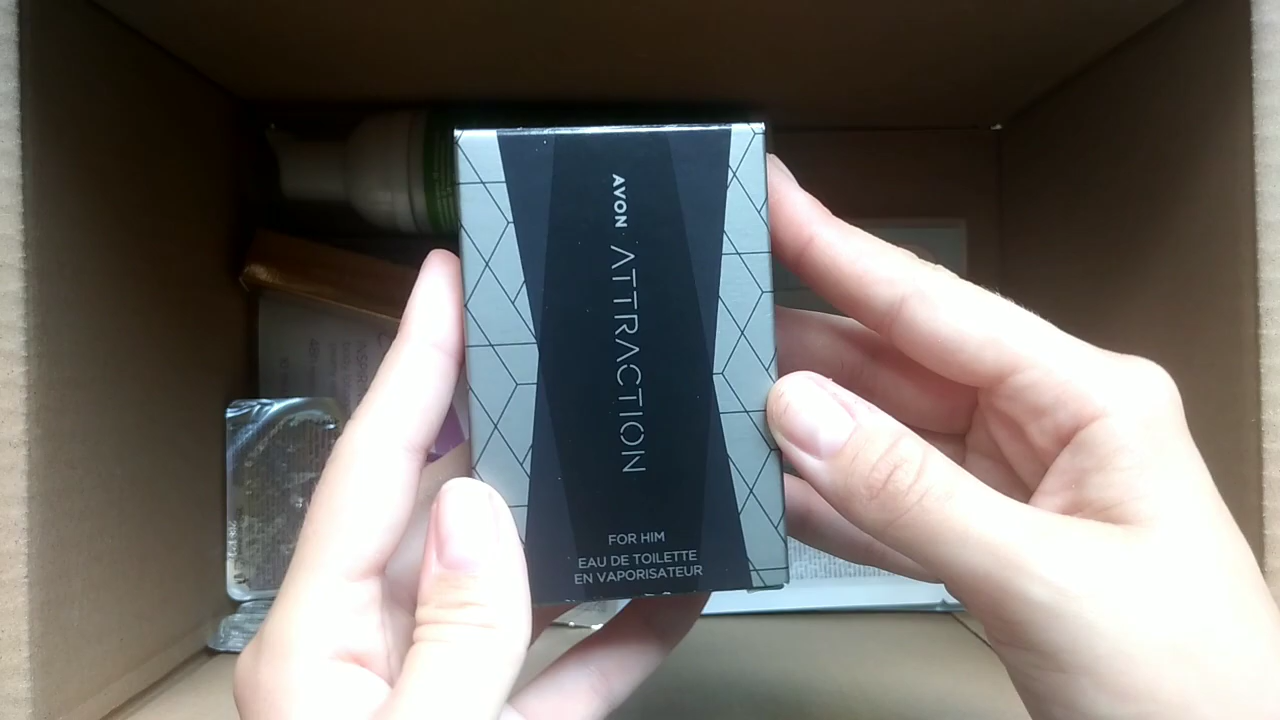 AVON
ATTRACTION
FOR HIM
EAU DE TOILETTE
EN VAPORISATEUR